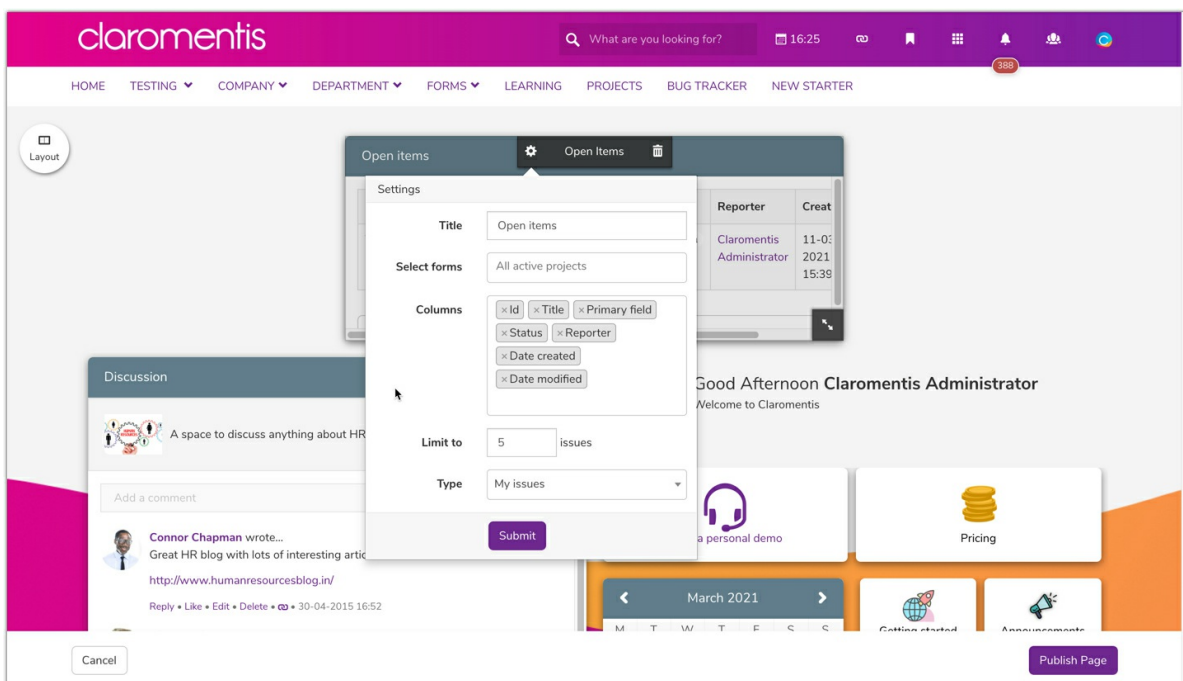 claromentis
What are you looking for?
16:25
388
HOME TESTING COMPANY DEPARTMENT FORMS LEARNING PROJECTS BUG TRACKER NEW STARTER
Layout
Open items
Open Items
Settings
Title Open items
Select forms All active projects
Columns
×Id ×Title ×Primary field
×Status ×Reporter
×Date created
×Date modified
Limit to 5 issues
Type My issues
Submit
Reporter Creat
Claromentis 11-03
Administrator 2021
15:39
Discussion
A space to discuss anything about HR
Add a comment
Connor Chapman wrote...
Great HR blog with lots of interesting artic
http://www.humanresourcesblog.in/
Reply • Like • Edit • Delete • • 30-04-2015 16:52
Good Afternoon Claromentis Administrator
Welcome to Claromentis
a personal demo
Pricing
March 2021
M T W T F S S
Getting started
Announcements
Cancel
Publish Page